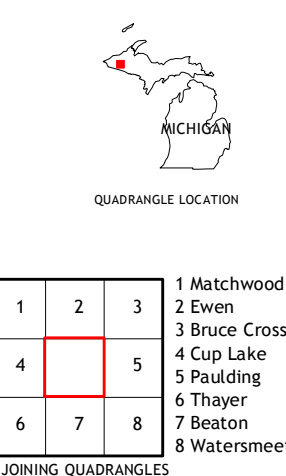 MICHIGAN
QUADRANGLE LOCATION
1 2 3
4 5
6 7 8
1 Matchwood
2 Ewen
3 Bruce Cross
4 Cup Lake
5 Paulding
6 Thayer
7 Beaton
8 Watersmeet
JOINING QUADRANGLES